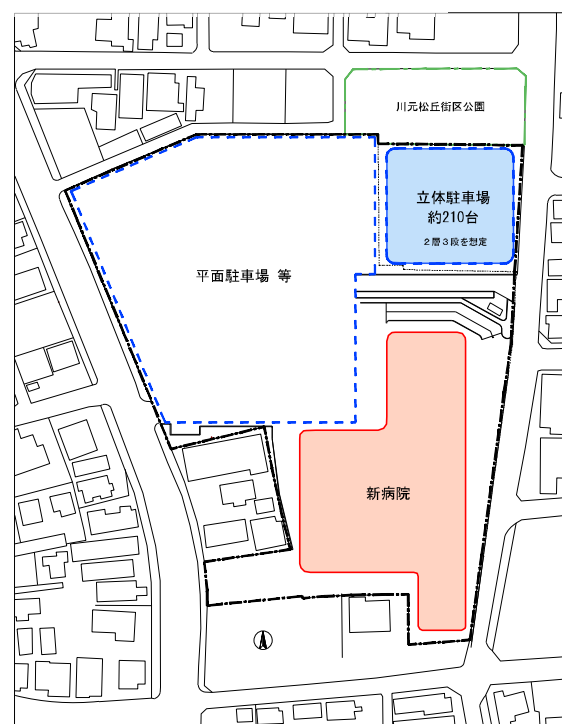 川元松丘街区公園
立体駐車場
約210台
2層3段を想定
平面駐車場 等
新病院